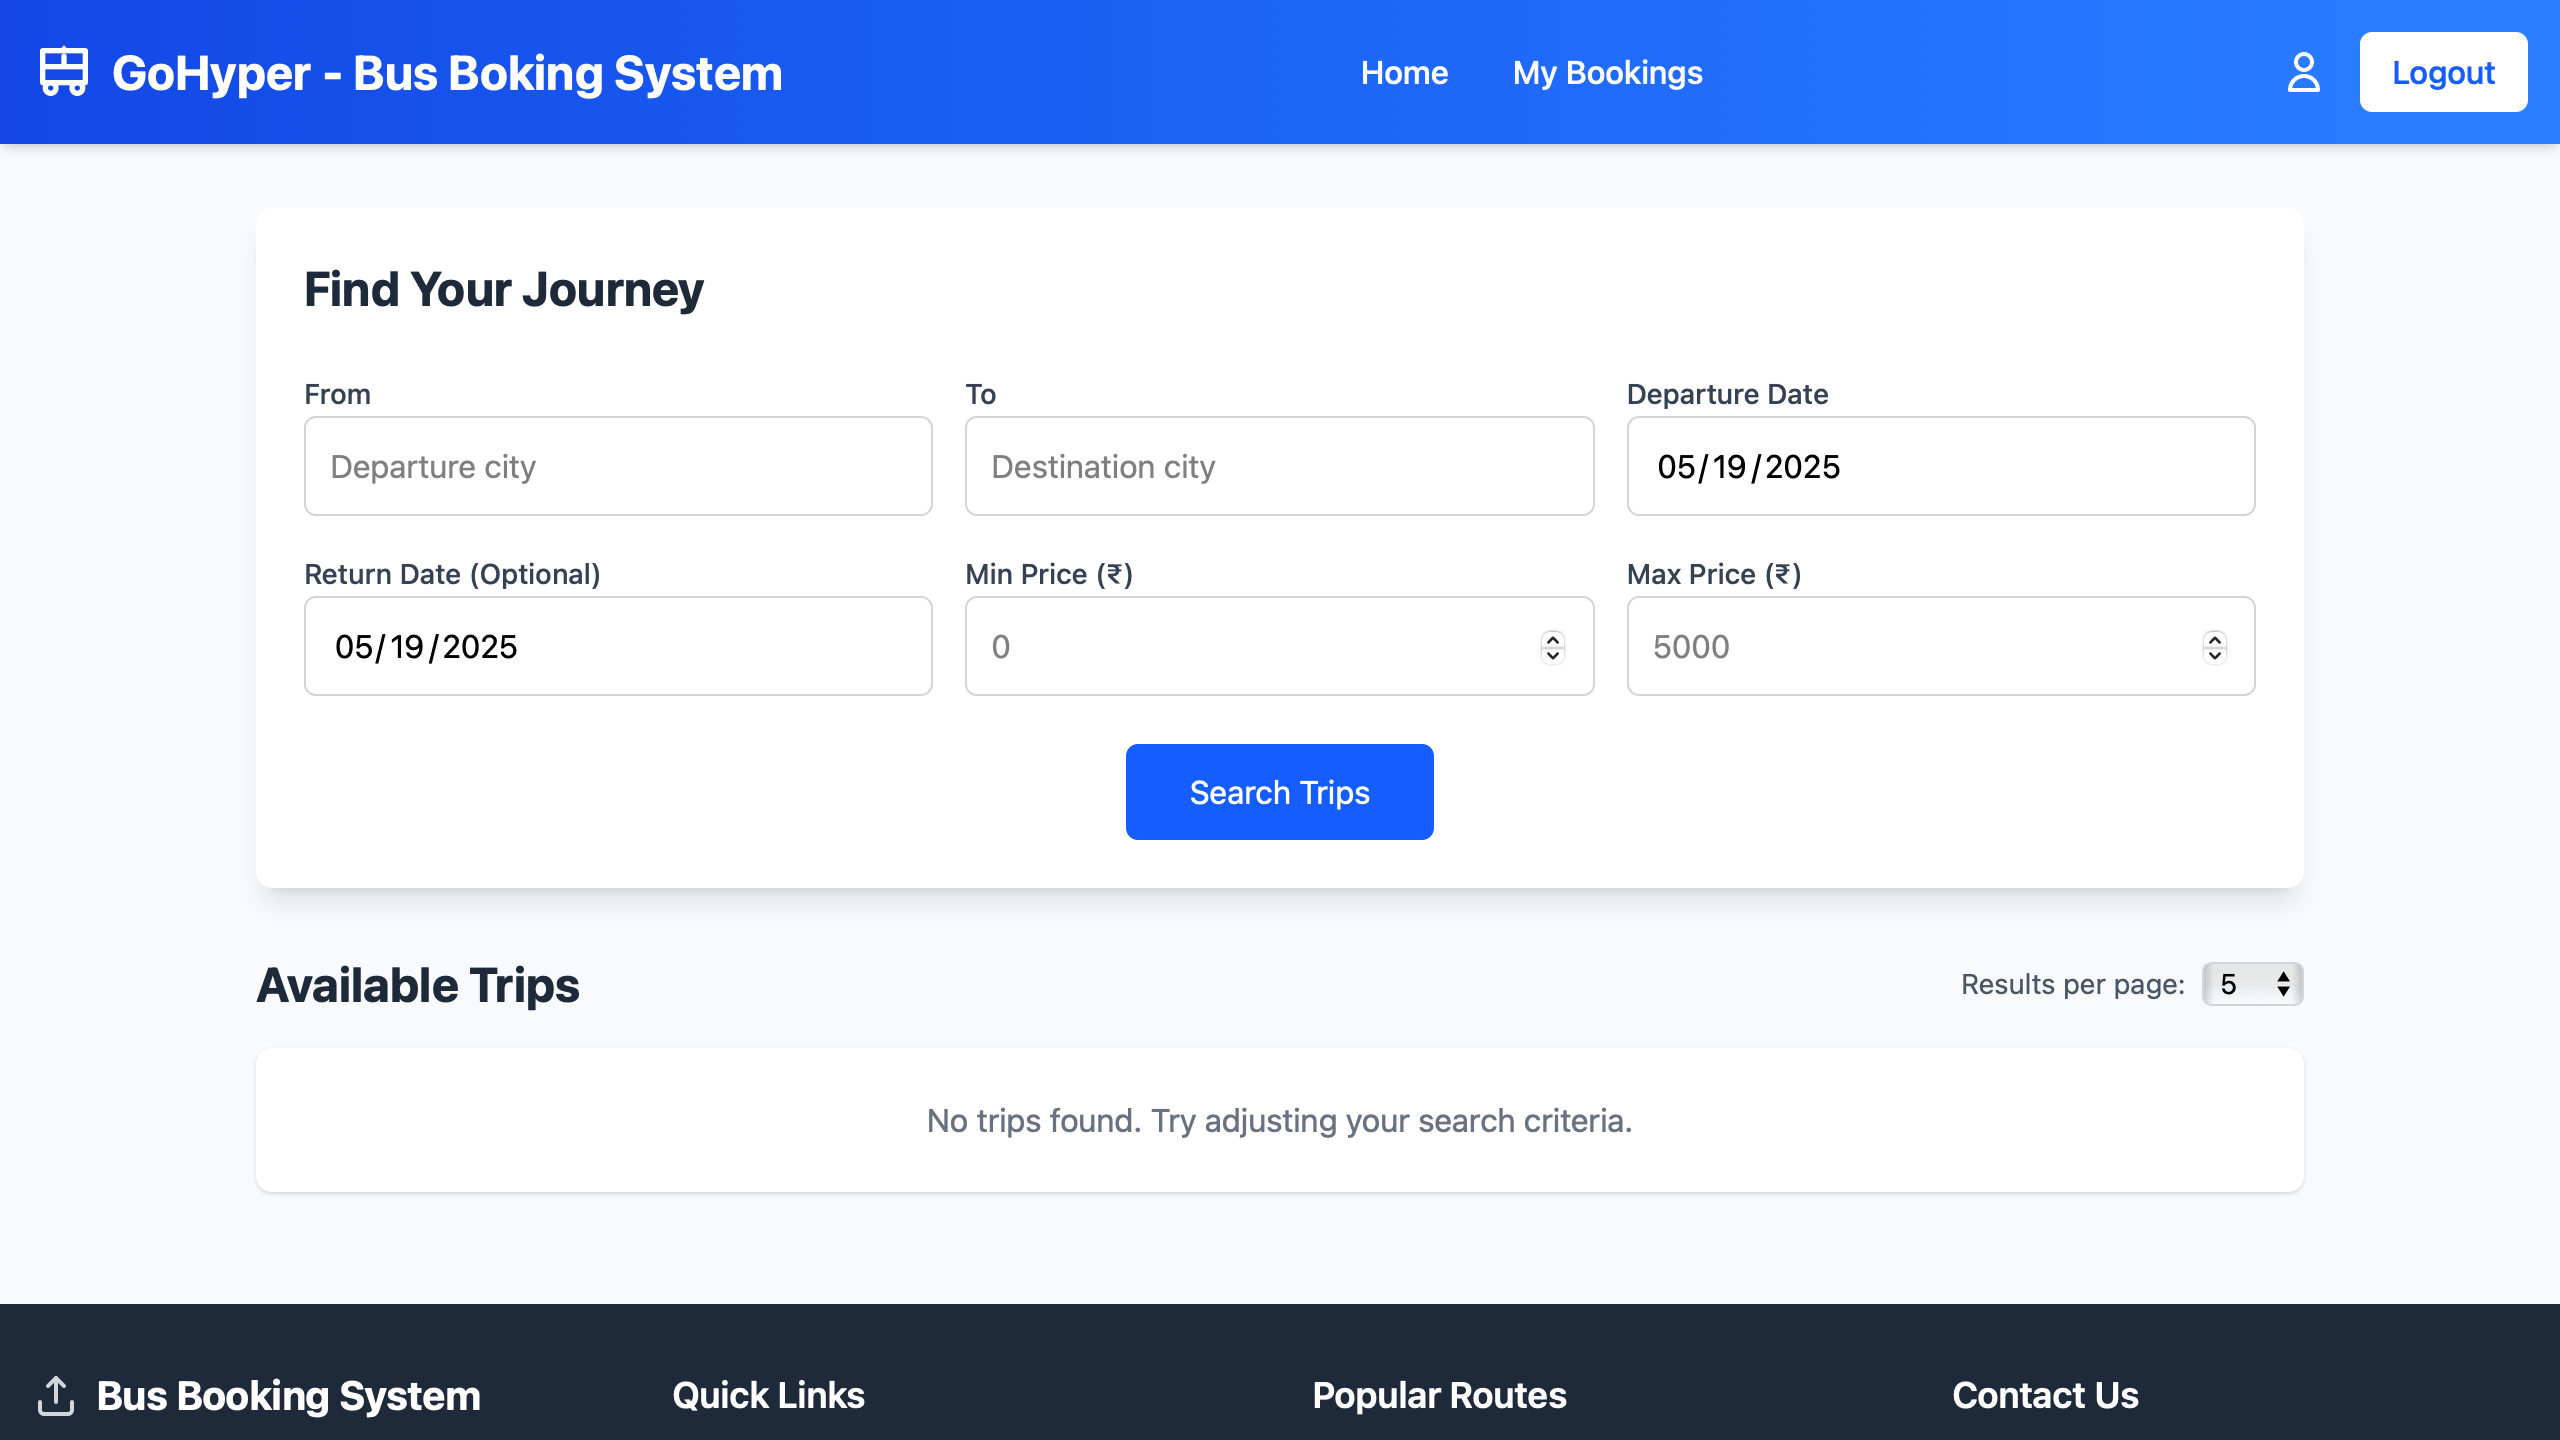 GoHyper - Bus Boking System
Home
My Bookings
Logout
Find Your Journey
From
To
Departure Date
Departure city
Destination city
05/19/2025
Return Date (Optional)
Min Price (₹)
Max Price (₹)
05/19/2025
0
5000
Search Trips
Available Trips
Results per page: 5
No trips found. Try adjusting your search criteria.
Bus Booking System
Quick Links
Popular Routes
Contact Us